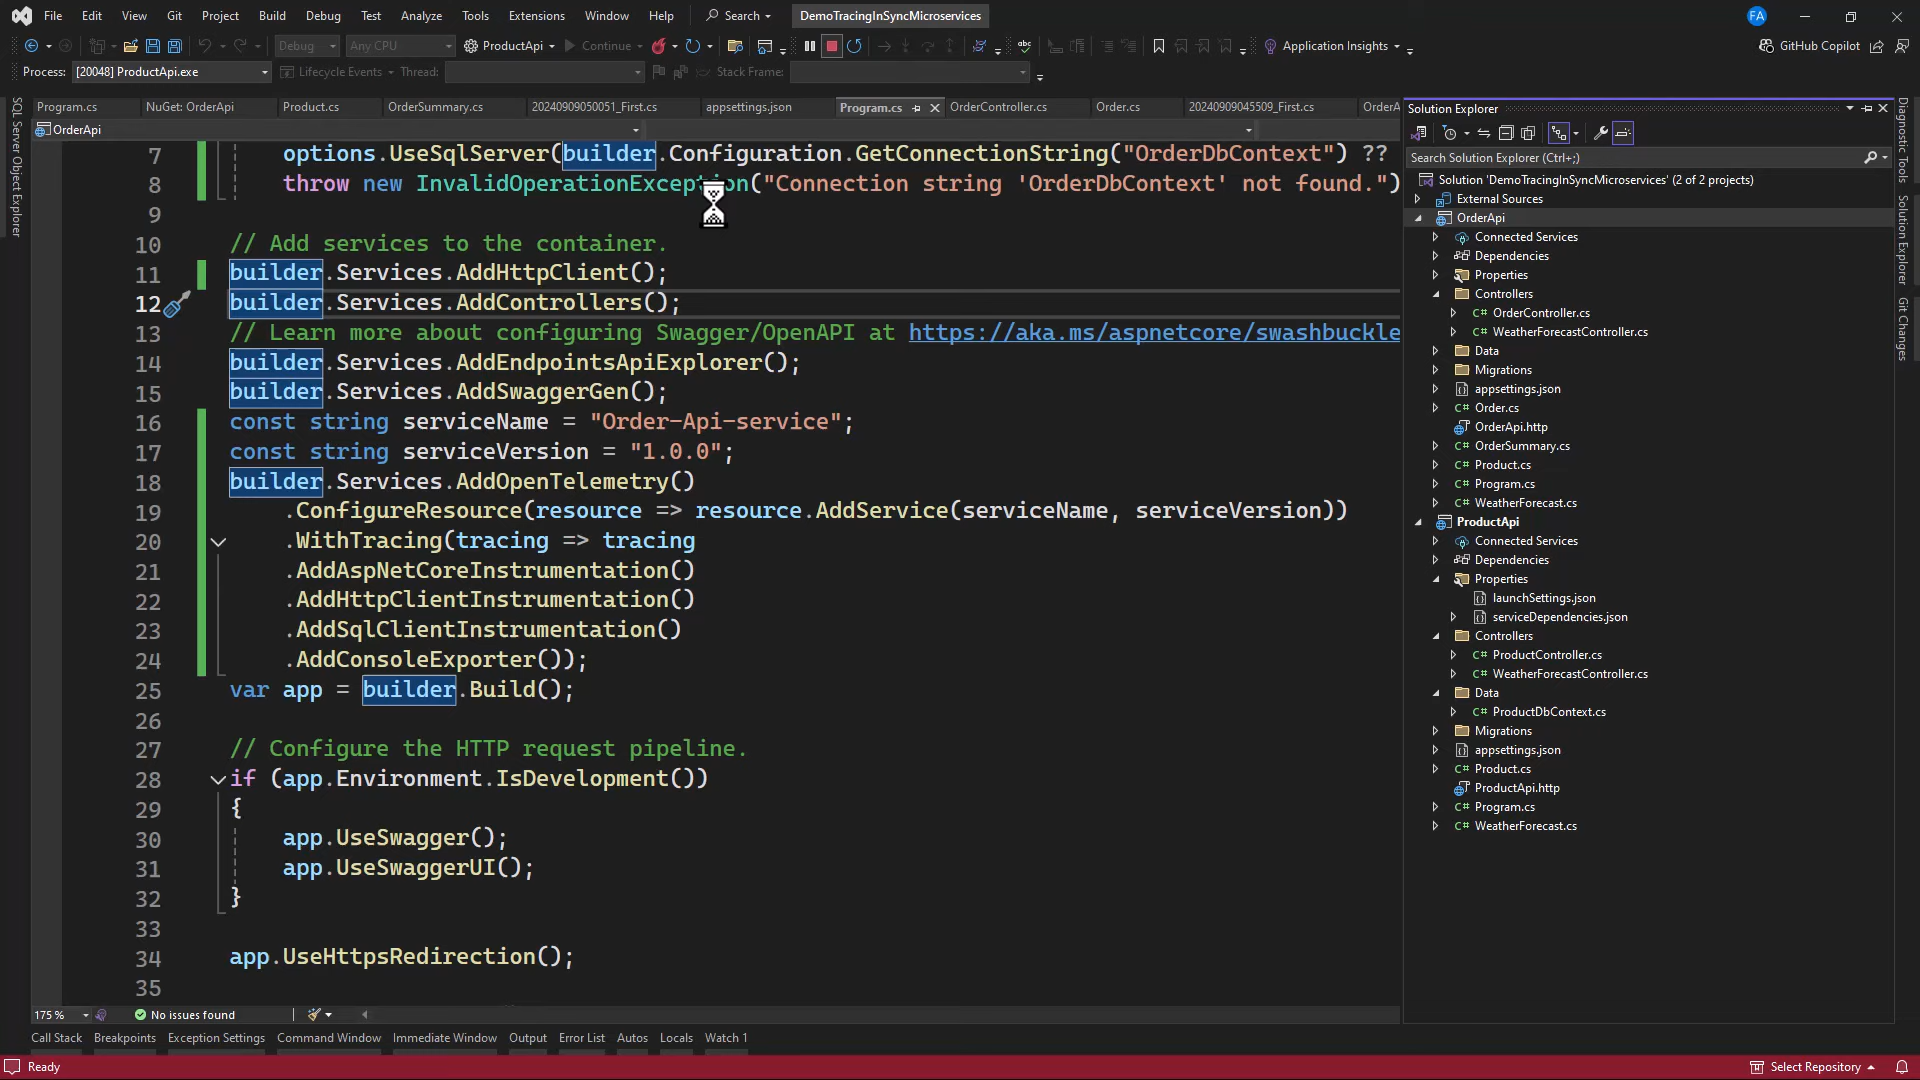 File Edit View Git Project Build Debug Test Analyze Tools Extensions Window Help Search DemoTracingInSyncMicroservices FA
Debug Any CPU ProductApi Continue Application Insights GitHub Copilot
Process: [20048] ProductApi.exe Lifecycle Events Thread: Stack Frame:
Program.cs NuGet: OrderApi Product.cs OrderSummary.cs 20240909050051_First.cs appsettings.json Program.cs OrderController.cs Order.cs 20240909045509_First.cs OrderA
OrderApi
SQL Server Object Explorer
7 options.UseSqlServer(builder.Configuration.GetConnectionString("OrderDbContext") ??
8 throw new InvalidOperationException("Connection string 'OrderDbContext' not found.")
9
10 // Add services to the container.
11 builder.Services.AddHttpClient();
12 builder.Services.AddControllers();
13 // Learn more about configuring Swagger/OpenAPI at https://aka.ms/aspnetcore/swashbuckle
14 builder.Services.AddEndpointsApiExplorer();
15 builder.Services.AddSwaggerGen();
16 const string serviceName = "Order-Api-service";
17 const string serviceVersion = "1.0.0";
18 builder.Services.AddOpenTelemetry()
19 .ConfigureResource(resource => resource.AddService(serviceName, serviceVersion))
20 .WithTracing(tracing => tracing
21 .AddAspNetCoreInstrumentation()
22 .AddHttpClientInstrumentation()
23 .AddSqlClientInstrumentation()
24 .AddConsoleExporter());
25 var app = builder.Build();
26
27 // Configure the HTTP request pipeline.
28 if (app.Environment.IsDevelopment())
29 {
30 app.UseSwagger();
31 app.UseSwaggerUI();
32 }
33
34 app.UseHttpsRedirection();
35
175 % No issues found
Solution Explorer
Search Solution Explorer (Ctrl+;)
Solution 'DemoTracingInSyncMicroservices' (2 of 2 projects)
External Sources
OrderApi
Connected Services
Dependencies
Properties
Controllers
C# OrderController.cs
C# WeatherForecastController.cs
Data
Migrations
appsettings.json
C# Order.cs
OrderApi.http
C# OrderSummary.cs
C# Product.cs
C# Program.cs
C# WeatherForecast.cs
ProductApi
Connected Services
Dependencies
Properties
launchSettings.json
serviceDependencies.json
Controllers
C# ProductController.cs
C# WeatherForecastController.cs
Data
C# ProductDbContext.cs
Migrations
appsettings.json
C# Product.cs
ProductApi.http
C# Program.cs
C# WeatherForecast.cs
Diagnostic Tools
Solution Explorer
Git Changes
Call Stack Breakpoints Exception Settings Command Window Immediate Window Output Error List Autos Locals Watch 1
Ready Select Repository